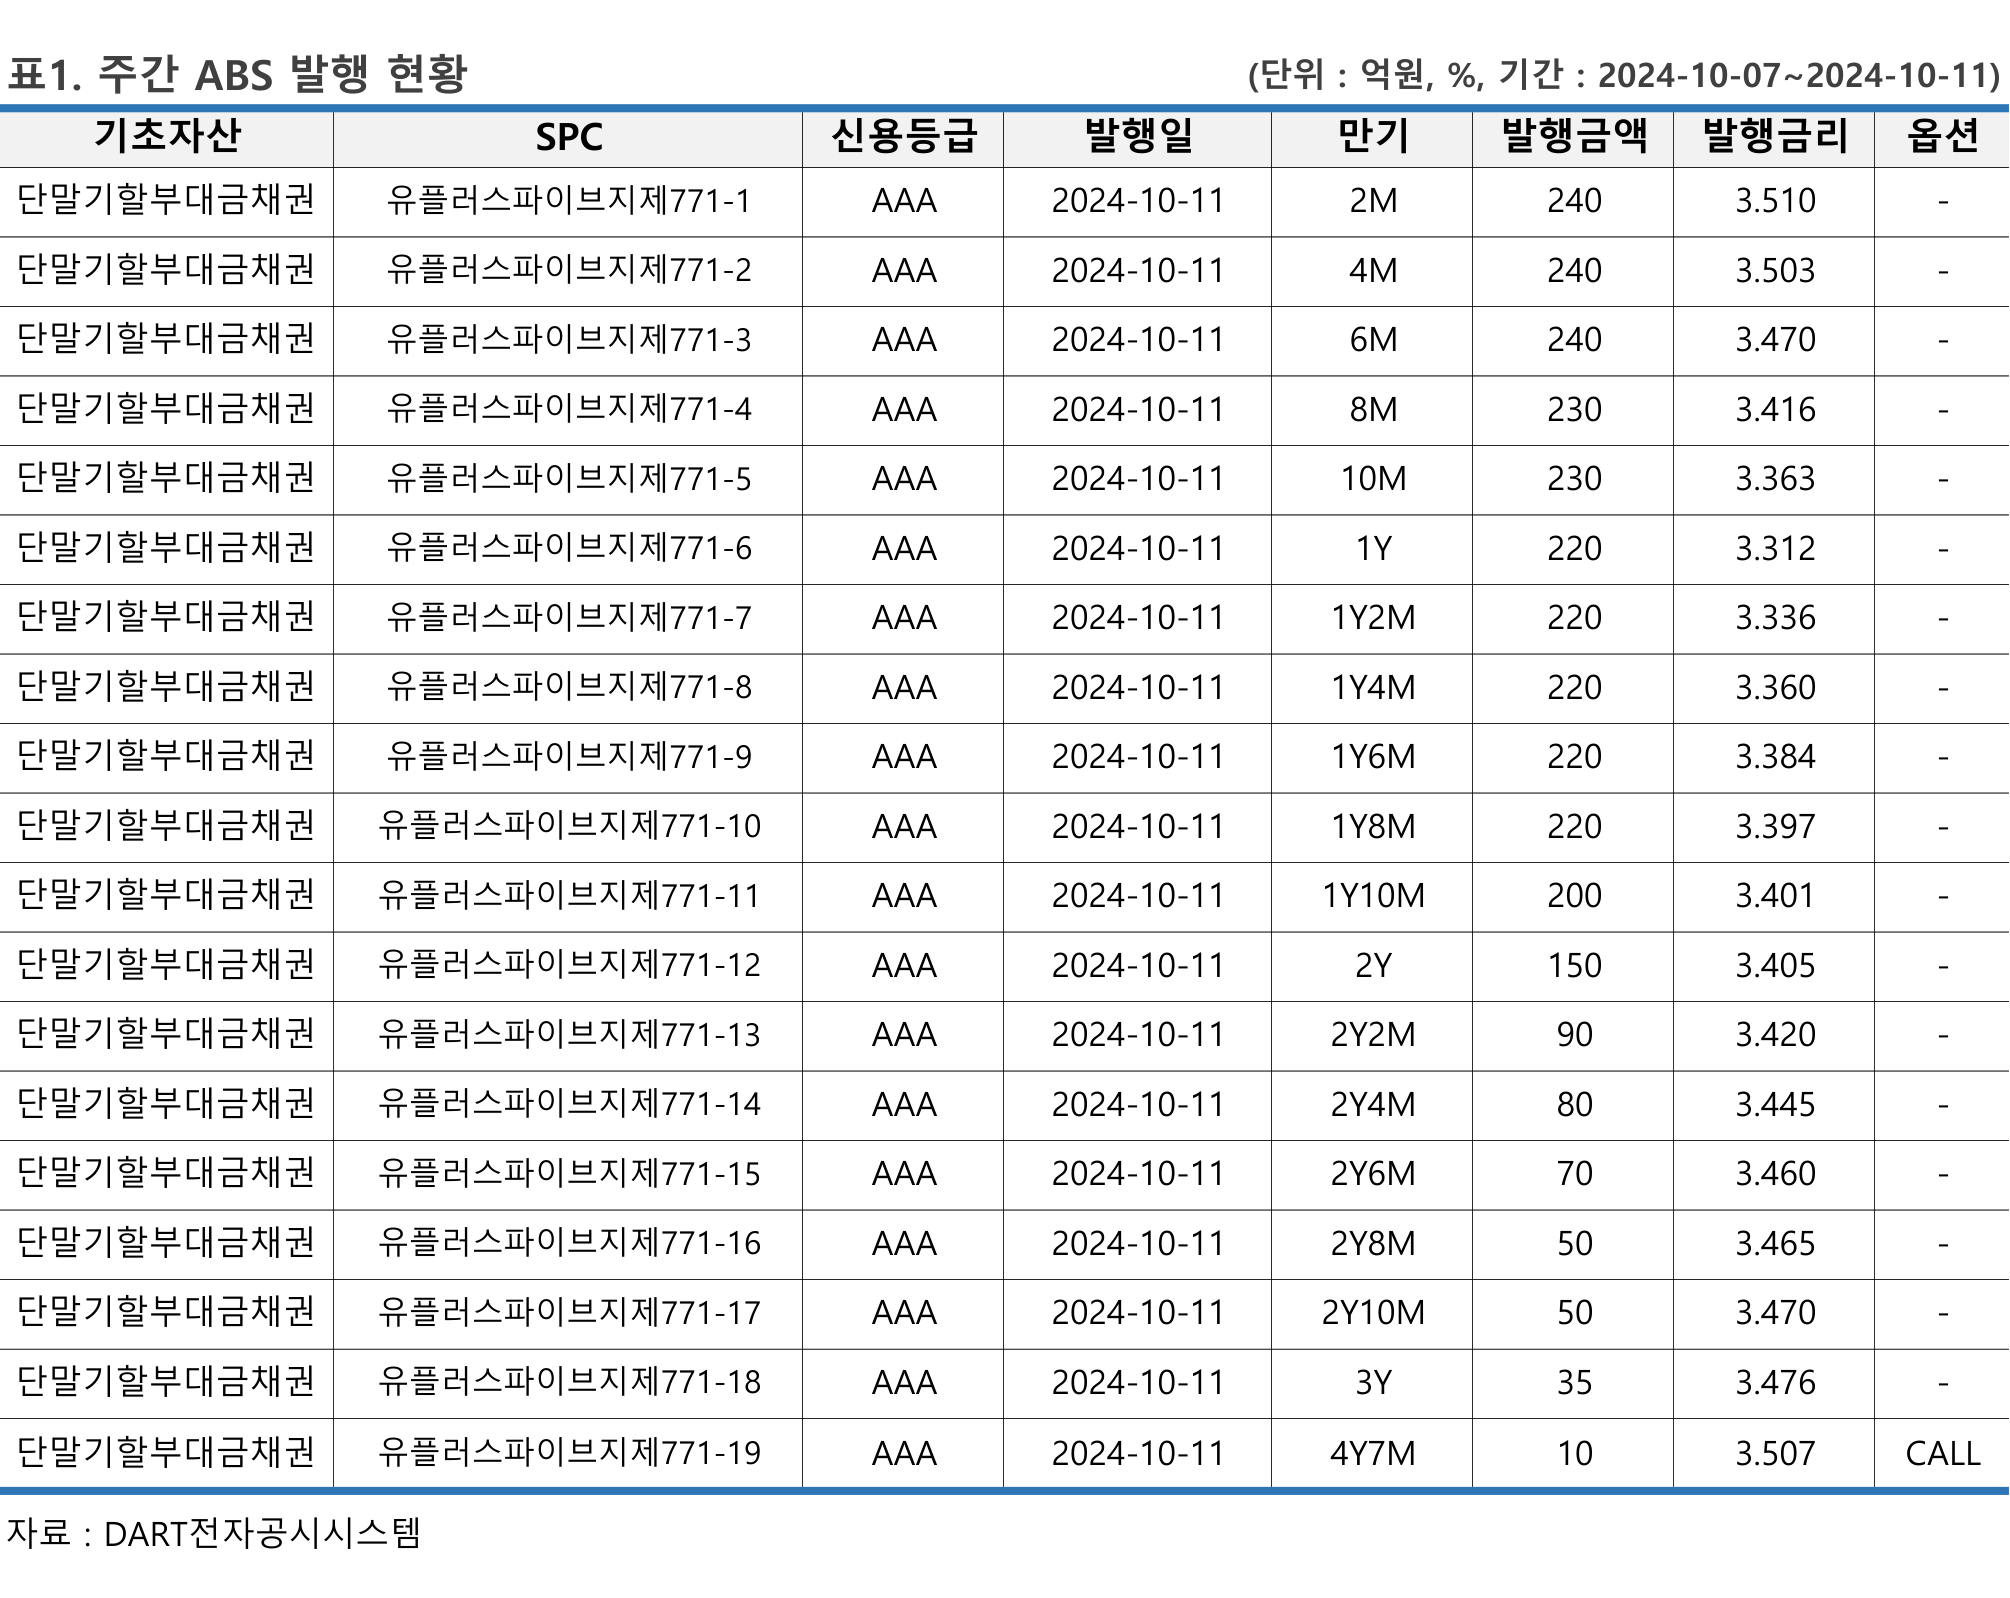 표1. 주간 ABS 발행 현황 (단위 : 억원, %, 기간 : 2024-10-07~2024-10-11)
기초자산 SPC 신용등급 발행일 만기 발행금액 발행금리 옵션
단말기할부대금채권 유플러스파이브지제771-1 AAA 2024-10-11 2M 240 3.510 -
단말기할부대금채권 유플러스파이브지제771-2 AAA 2024-10-11 4M 240 3.503 -
단말기할부대금채권 유플러스파이브지제771-3 AAA 2024-10-11 6M 240 3.470 -
단말기할부대금채권 유플러스파이브지제771-4 AAA 2024-10-11 8M 230 3.416 -
단말기할부대금채권 유플러스파이브지제771-5 AAA 2024-10-11 10M 230 3.363 -
단말기할부대금채권 유플러스파이브지제771-6 AAA 2024-10-11 1Y 220 3.312 -
단말기할부대금채권 유플러스파이브지제771-7 AAA 2024-10-11 1Y2M 220 3.336 -
단말기할부대금채권 유플러스파이브지제771-8 AAA 2024-10-11 1Y4M 220 3.360 -
단말기할부대금채권 유플러스파이브지제771-9 AAA 2024-10-11 1Y6M 220 3.384 -
단말기할부대금채권 유플러스파이브지제771-10 AAA 2024-10-11 1Y8M 220 3.397 -
단말기할부대금채권 유플러스파이브지제771-11 AAA 2024-10-11 1Y10M 200 3.401 -
단말기할부대금채권 유플러스파이브지제771-12 AAA 2024-10-11 2Y 150 3.405 -
단말기할부대금채권 유플러스파이브지제771-13 AAA 2024-10-11 2Y2M 90 3.420 -
단말기할부대금채권 유플러스파이브지제771-14 AAA 2024-10-11 2Y4M 80 3.445 -
단말기할부대금채권 유플러스파이브지제771-15 AAA 2024-10-11 2Y6M 70 3.460 -
단말기할부대금채권 유플러스파이브지제771-16 AAA 2024-10-11 2Y8M 50 3.465 -
단말기할부대금채권 유플러스파이브지제771-17 AAA 2024-10-11 2Y10M 50 3.470 -
단말기할부대금채권 유플러스파이브지제771-18 AAA 2024-10-11 3Y 35 3.476 -
단말기할부대금채권 유플러스파이브지제771-19 AAA 2024-10-11 4Y7M 10 3.507 CALL
자료 : DART전자공시시스템